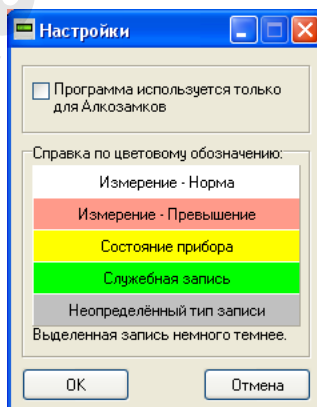 Настройки
Программа используется только
для Алкозамков
Справка по цветовому обозначению:
Измерение - Норма
Измерение - Превышение
Состояние прибора
Служебная запись
Неопределённый тип записи
Выделенная запись немного темнее.
OK
Отмена